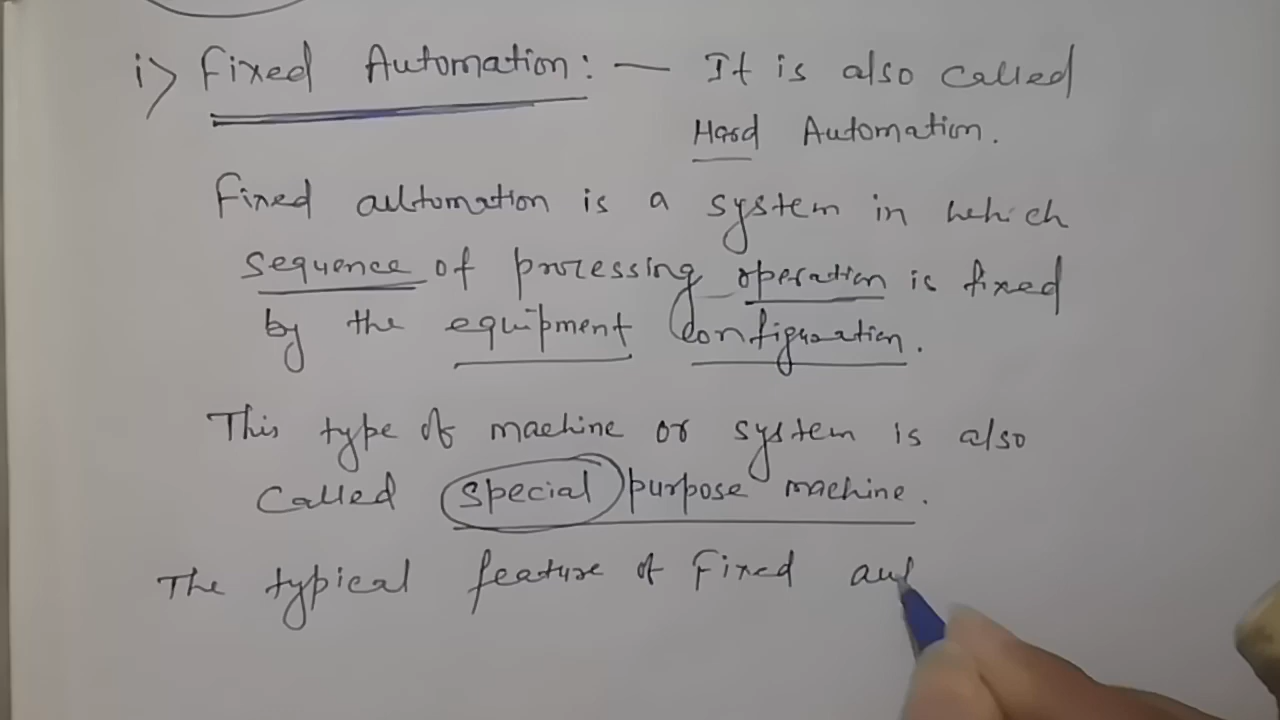 i) Fixed Automation: — It is also called
Hard Automation.
Fixed automation is a system in which
sequence of processing operation is fixed
by the equipment configuration.
This type of machine or system is also
called special purpose machine.
The typical feature of Fixed aut